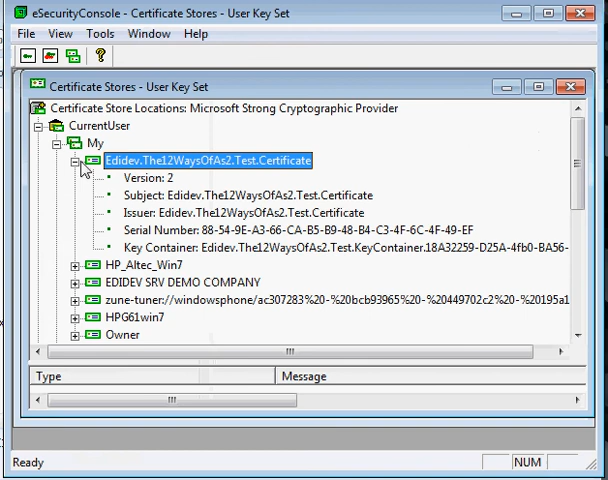 eSecurityConsole - Certificate Stores - User Key Set
File View Tools Window Help
Certificate Stores - User Key Set
Certificate Store Locations: Microsoft Strong Cryptographic Provider
CurrentUser
My
Edidev.The12WaysOfAs2.Test.Certificate
Version: 2
Subject: Edidev.The12WaysOfAs2.Test.Certificate
Issuer: Edidev.The12WaysOfAs2.Test.Certificate
Serial Number: 88-54-9E-A3-66-CA-B5-B9-48-B4-C3-4F-6C-4F-49-EF
Key Container: Edidev.The12WaysOfAs2.Test.KeyContainer.18A32259-D25A-4fb0-BA56-
HP_Altec_Win7
EDIDEV SRV DEMO COMPANY
zune-tuner://windowsphone/ac307283%20-%20bcb93965%20-%20449702c2%20-%20195a1
HPG61win7
Owner
Type Message
Ready NUM